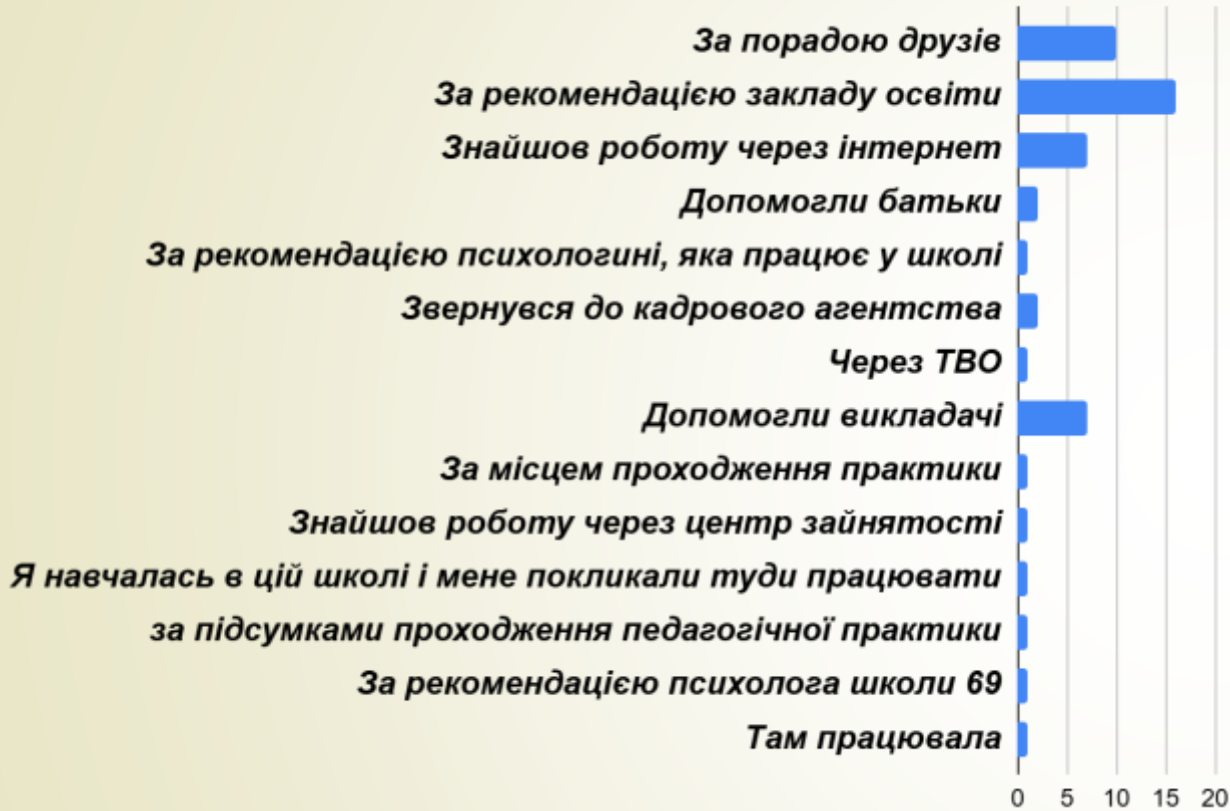 За порадою друзів
За рекомендацією закладу освіти
Знайшов роботу через інтернет
Допомогли батьки
За рекомендацією психологині, яка працює у школі
Звернувся до кадрового агентства
Через ТВО
Допомогли викладачі
За місцем проходження практики
Знайшов роботу через центр зайнятості
Я навчалась в цій школі і мене покликали туди працювати
за підсумками проходження педагогічної практики
За рекомендацією психолога школи 69
Там працювала
0 5 10 15 20